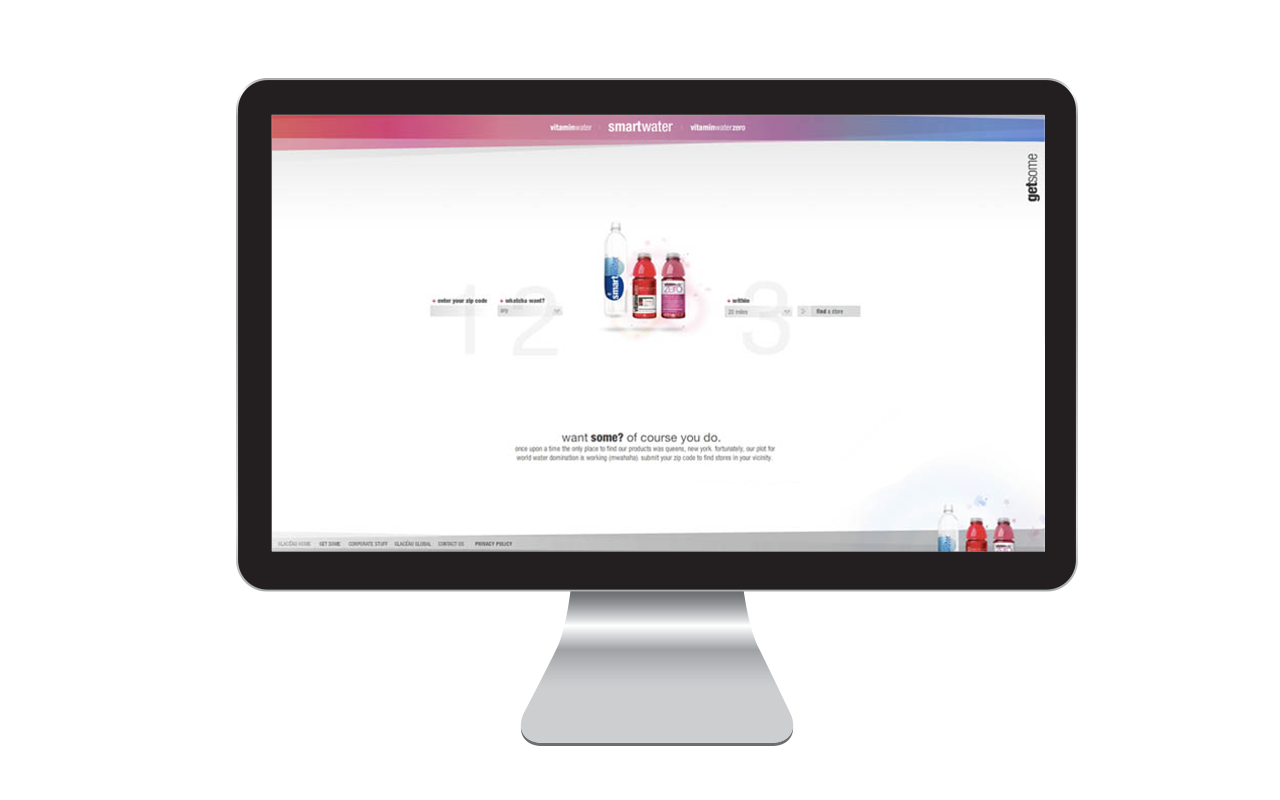 vitaminwater
smartwater
vitaminwaterzero
getsome
1 2 3
enter your zip code
whatcha want?
any
within
20 miles
find a store
smart
want some? of course you do.
once upon a time the only place to find our products was queens, new york. fortunately, our plot for
world water domination is working (mwahaha). submit your zip code to find stores in your vicinity.
GLACÉAU HOME GET SOME CORPORATE STUFF GLACÉAU GLOBAL CONTACT US PRIVACY POLICY